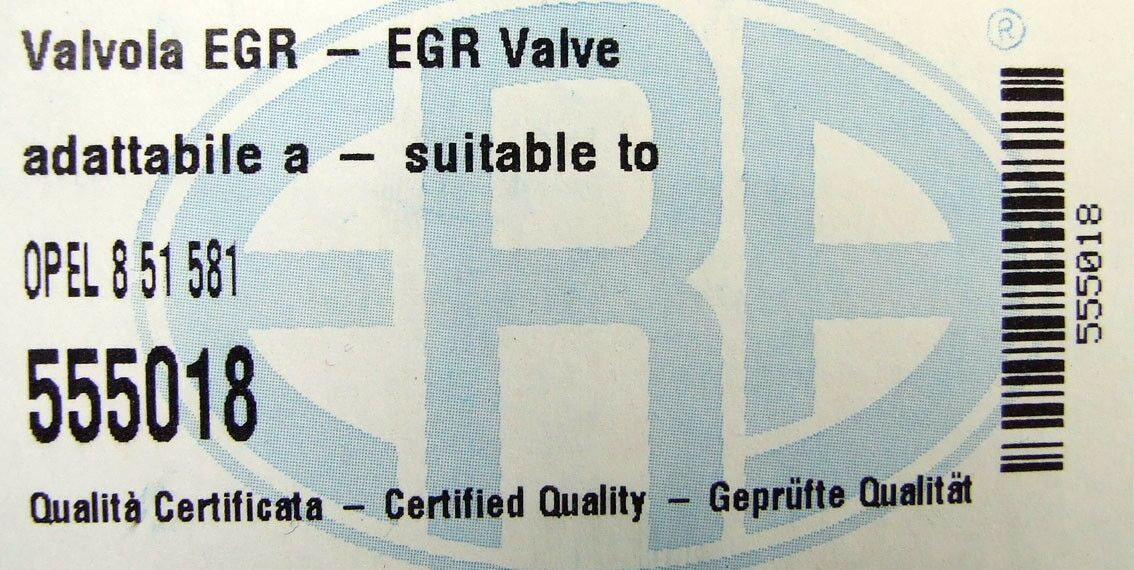 Valvola EGR – EGR Valve
adattabile a – suitable to
OPEL 8 51 581
555018
Qualità Certificata – Certified Quality – Geprüfte Qualität
ERA
®
555018